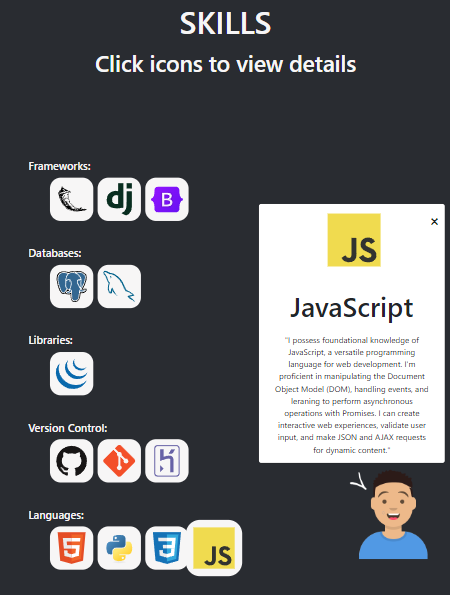 SKILLS
Click icons to view details
Frameworks:
dj
B
Databases:
Libraries:
Version Control:
Languages:
5
3
JS
×
JS
JavaScript
"I possess foundational knowledge of
JavaScript, a versatile programming
language for web development. I'm
proficient in manipulating the Document
Object Model (DOM), handling events, and
leraning to perform asynchronous
operations with Promises. I can create
interactive web experiences, validate user
input, and make JSON and AJAX requests
for dynamic content."